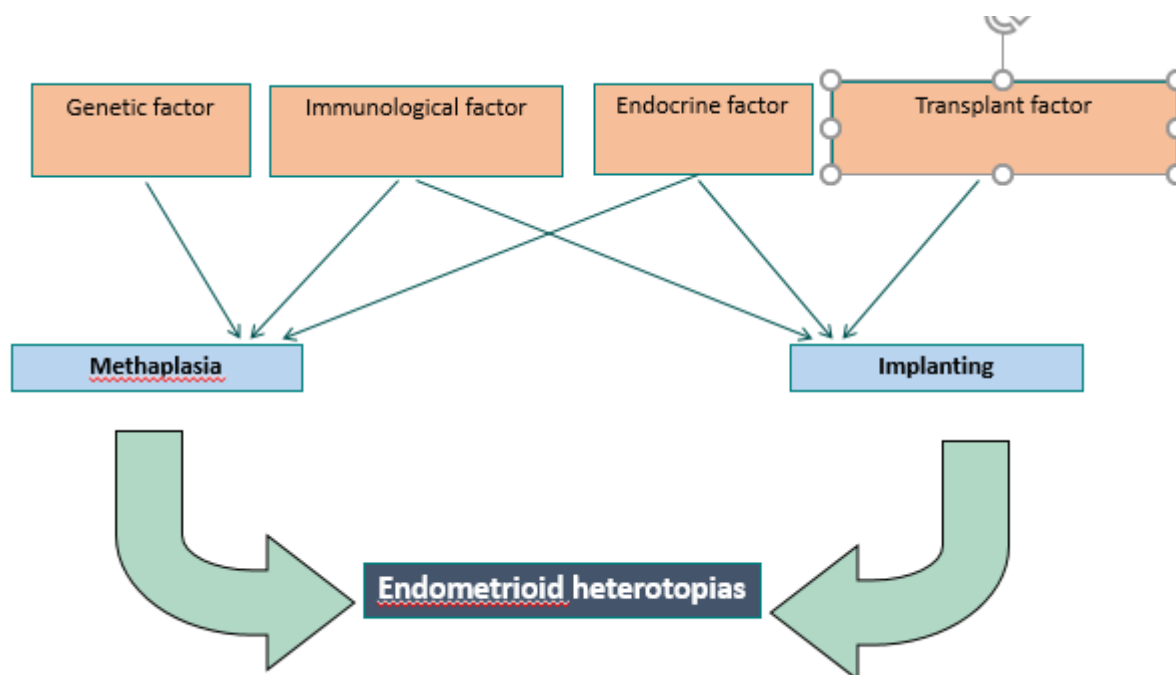 Genetic factor
Immunological factor
Endocrine factor
Transplant factor
Methaplasia
Implanting
Endometrioid heterotopias